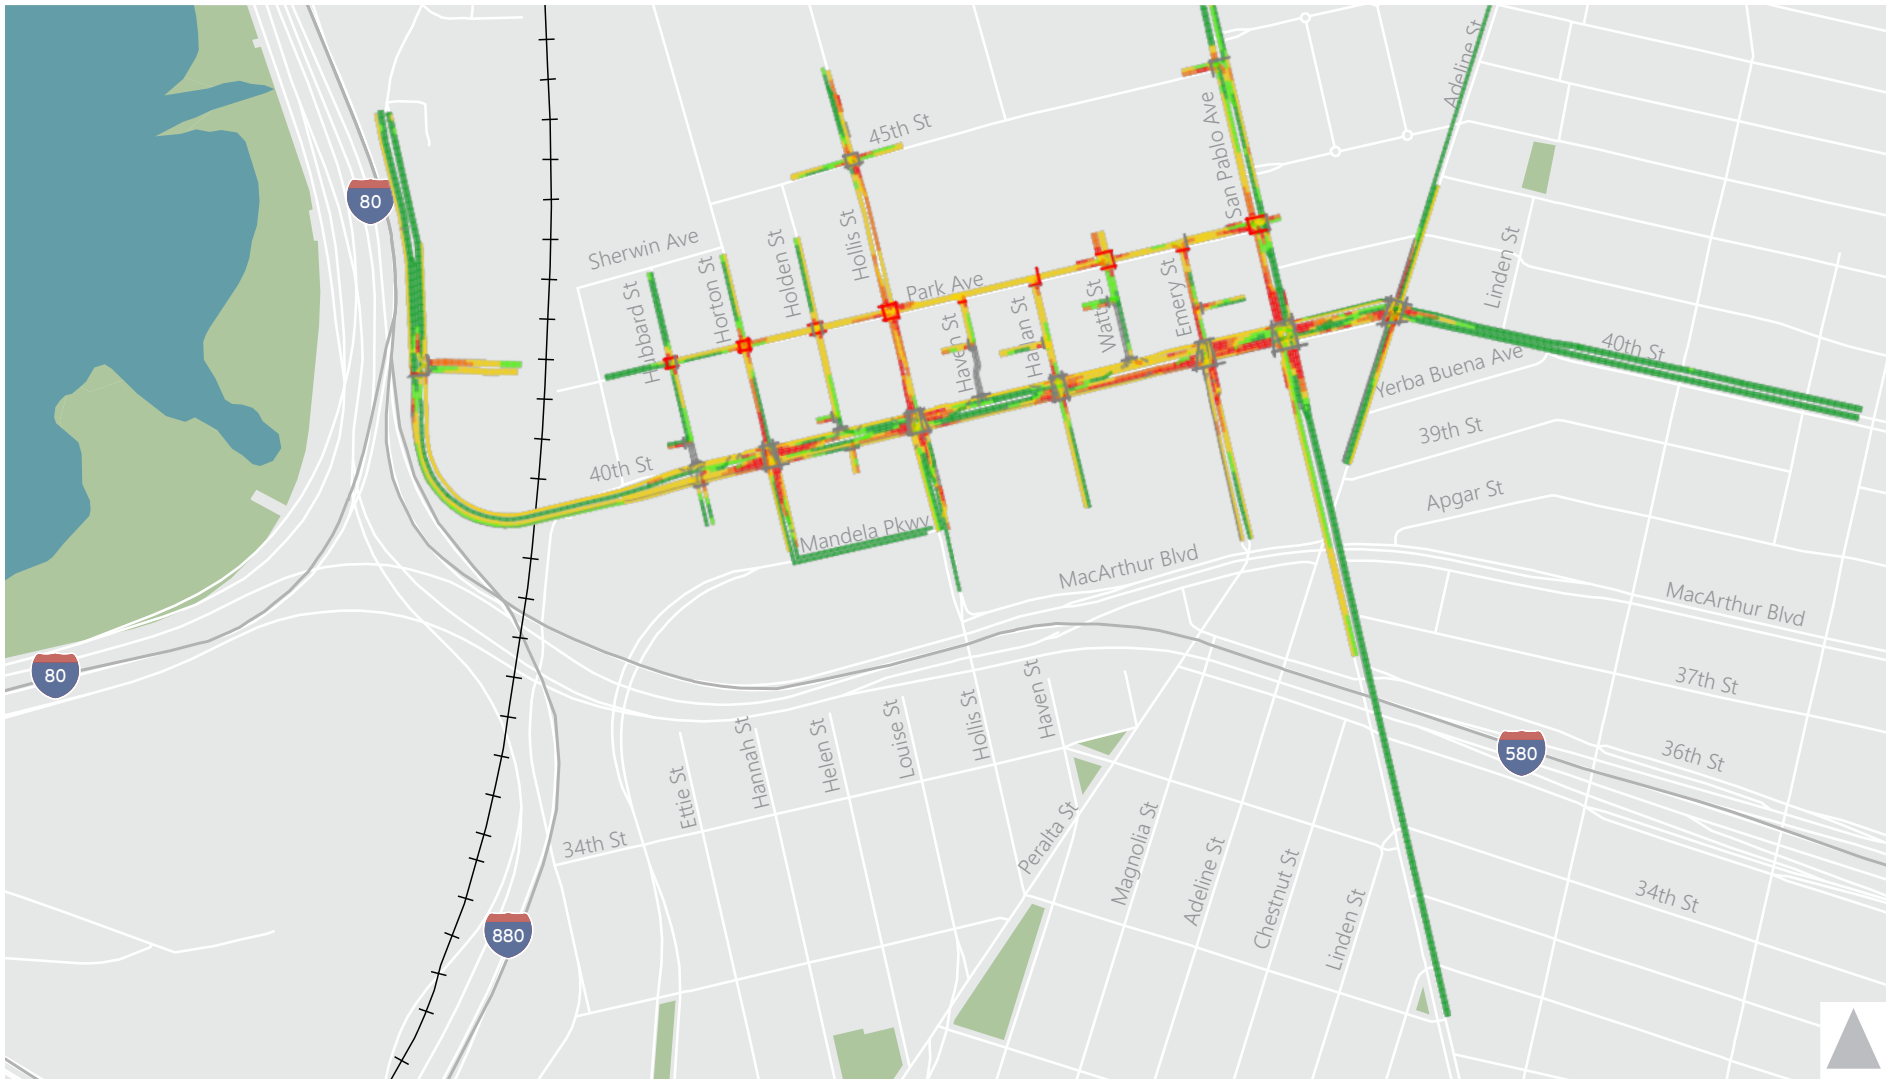 Adeline St
45th St
San Pablo Ave
80
Hollis St
Sherwin Ave
Horton St
Holden St
Linden St
Park Ave
Emery St
Hubbard St
Haven St
Harlan St
Watts St
40th St
Yerba Buena Ave
39th St
40th St
Apgar St
Mandela Pkwy
MacArthur Blvd
MacArthur Blvd
80
37th St
Haven St
Hollis St
Louise St
Hannah St
Helen St
580
36th St
Ettie St
34th St
Peralta St
Magnolia St
Adeline St
Chestnut St
Linden St
34th St
880